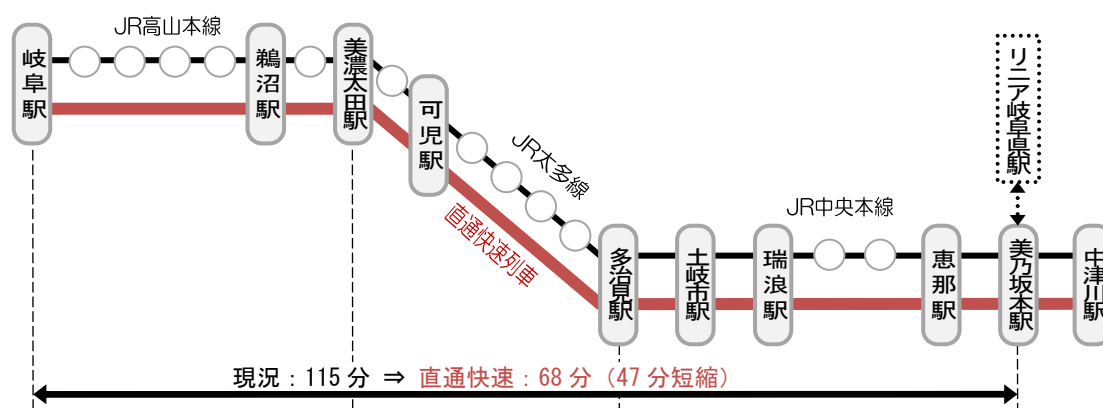 JR高山本線
岐阜駅
鵜沼駅
美濃太田駅
可児駅
JR太多線
直通快速列車
多治見駅
土岐市駅
瑞浪駅
JR中央本線
恵那駅
リニア岐阜県駅
美乃坂本駅
中津川駅
現況：115分 ⇒ 直通快速：68分（47分短縮）